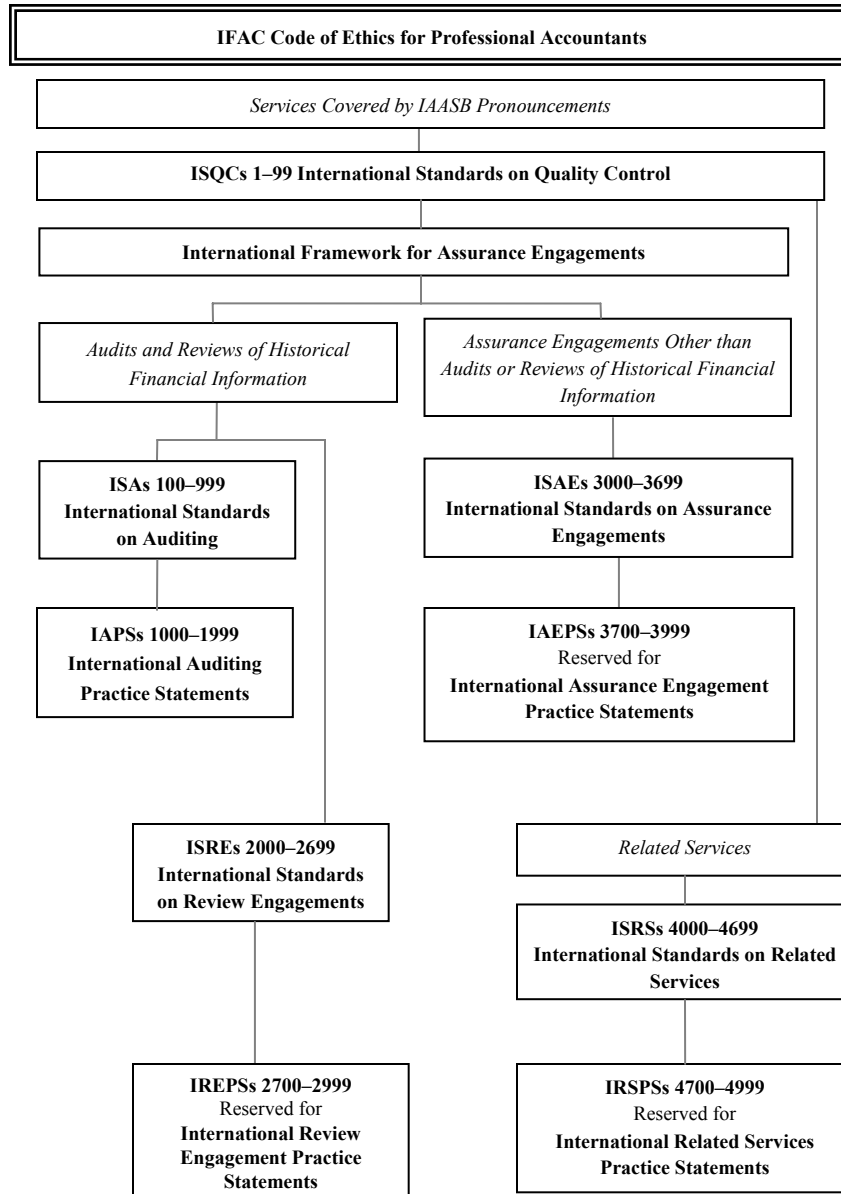 IFAC Code of Ethics for Professional Accountants
Services Covered by IAASB Pronouncements
ISQCs 1–99 International Standards on Quality Control
International Framework for Assurance Engagements
Audits and Reviews of Historical
Financial Information
Assurance Engagements Other than
Audits or Reviews of Historical Financial
Information
ISAs 100–999
International Standards
on Auditing
ISAEs 3000–3699
International Standards on Assurance
Engagements
IAPSs 1000–1999
International Auditing
Practice Statements
IAEPSs 3700–3999
Reserved for
International Assurance Engagement
Practice Statements
ISREs 2000–2699
International Standards
on Review Engagements
Related Services
ISRSs 4000–4699
International Standards on Related
Services
IREPSs 2700–2999
Reserved for
International Review
Engagement Practice
Statements
IRSPSs 4700–4999
Reserved for
International Related Services
Practice Statements